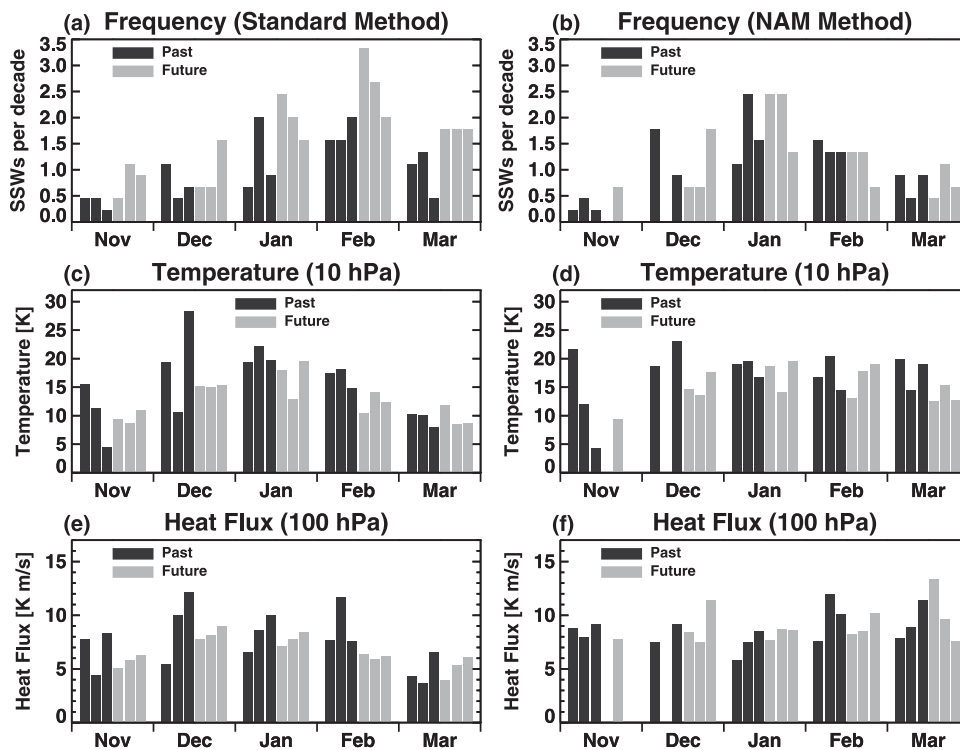 (a) Frequency (Standard Method)
SSWs per decade
3.5
3.0
2.5
2.0
1.5
1.0
0.5
0.0
Past
Future
Nov Dec Jan Feb Mar
(b) Frequency (NAM Method)
SSWs per decade
3.5
3.0
2.5
2.0
1.5
1.0
0.5
0.0
Past
Future
Nov Dec Jan Feb Mar
(c) Temperature (10 hPa)
Temperature [K]
30
25
20
15
10
5
0
Past
Future
Nov Dec Jan Feb Mar
(d) Temperature (10 hPa)
Temperature [K]
30
25
20
15
10
5
0
Past
Future
Nov Dec Jan Feb Mar
(e) Heat Flux (100 hPa)
Heat Flux [K m/s]
15
10
5
0
Past
Future
Nov Dec Jan Feb Mar
(f) Heat Flux (100 hPa)
Heat Flux [K m/s]
15
10
5
0
Past
Future
Nov Dec Jan Feb Mar